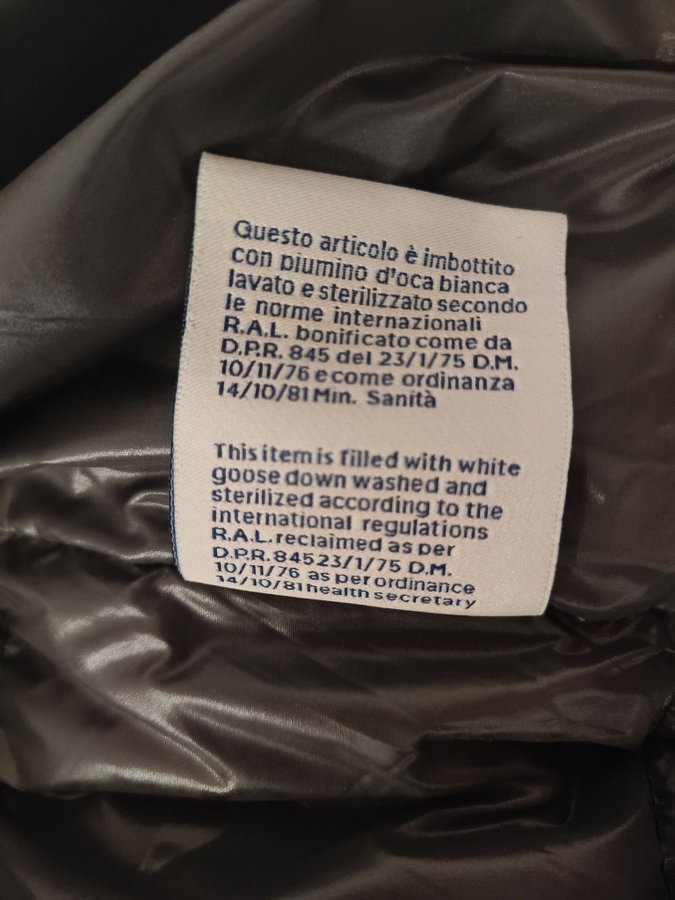 Questo articolo è imbottito
con piumino d'oca bianca
lavato e sterilizzato secondo
le norme internazionali
R.A.L. bonificato come da
D.P.R. 845 del 23/1/75 D.M.
10/11/76 e come ordinanza
14/10/81 Min. Sanità
This item is filled with white
goose down washed and
sterilized according to the
international regulations
R.A.L. reclaimed as per
D.P.R. 845 23/1/75 D.M.
10/11/76 as per ordinance
14/10/81 health secretary